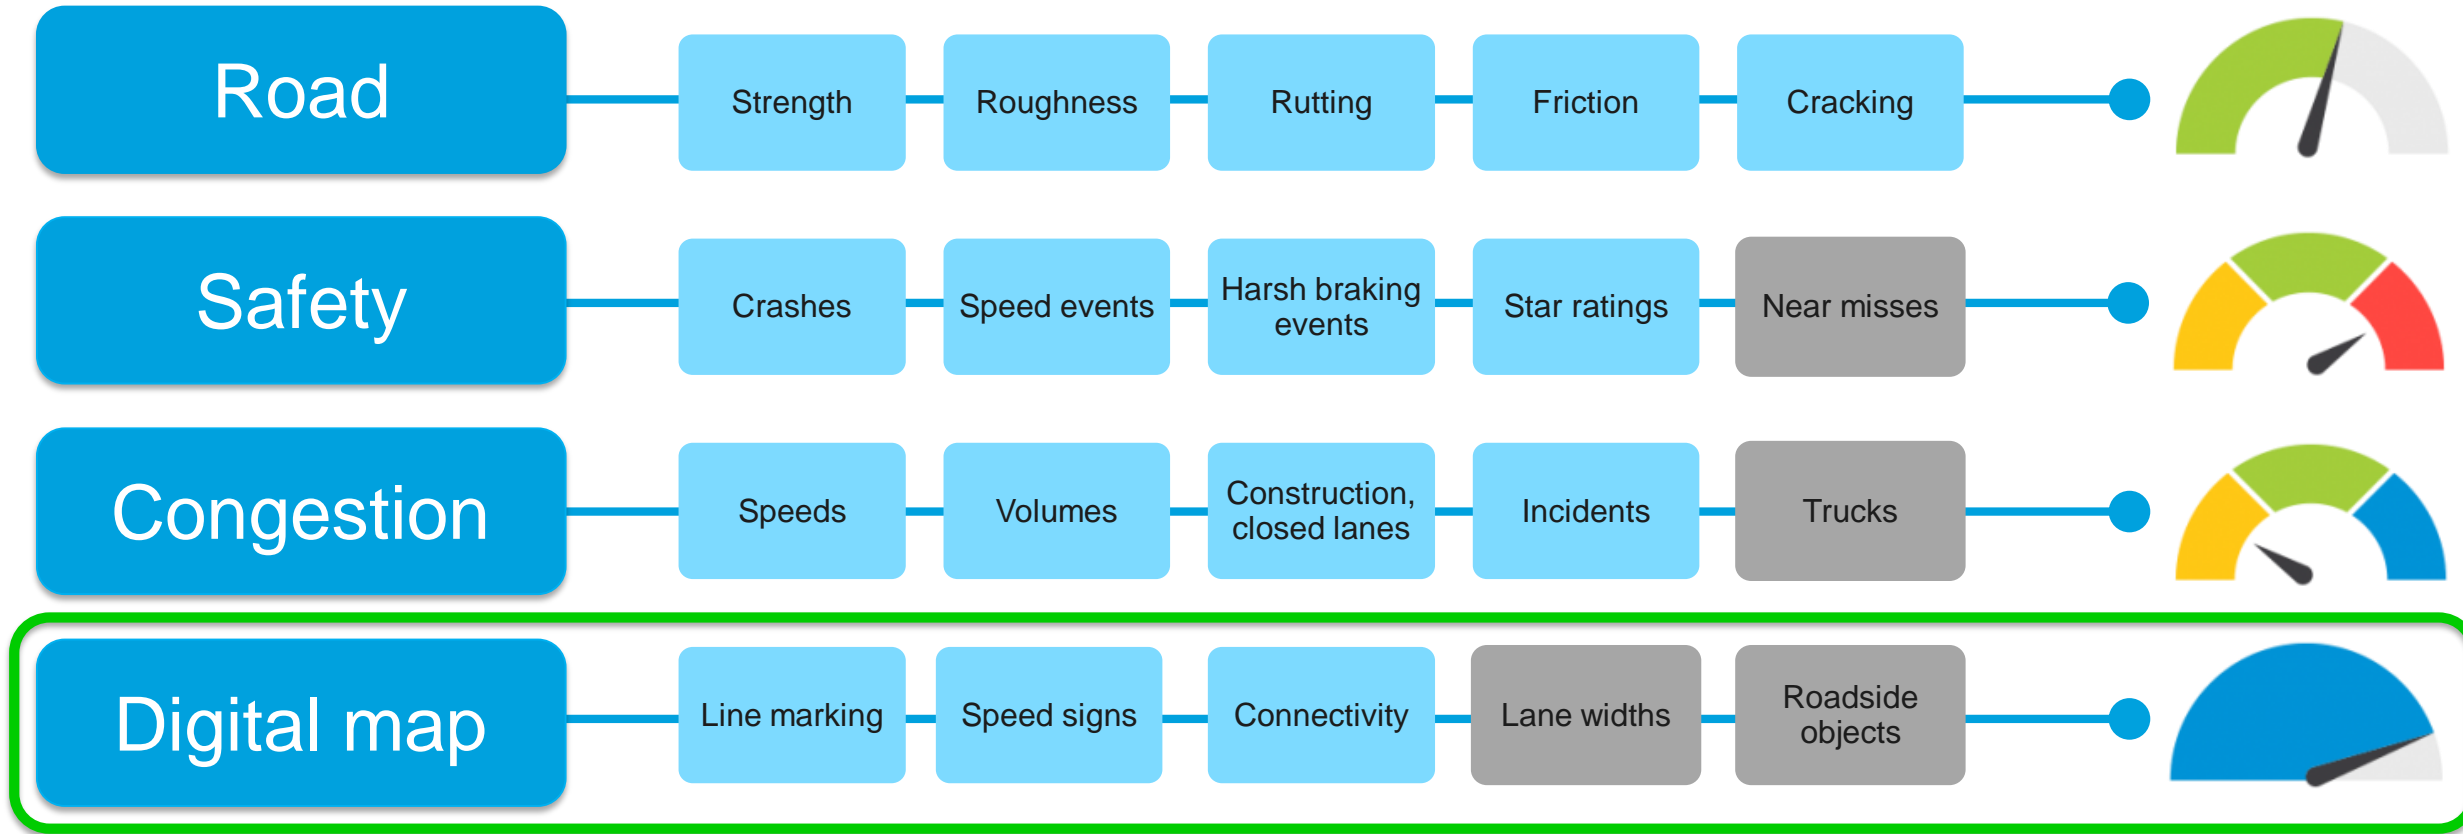 Road
Strength
Roughness
Rutting
Friction
Cracking
Safety
Crashes
Speed events
Harsh braking
events
Star ratings
Near misses
Congestion
Speeds
Volumes
Construction,
closed lanes
Incidents
Trucks
Digital map
Line marking
Speed signs
Connectivity
Lane widths
Roadside
objects